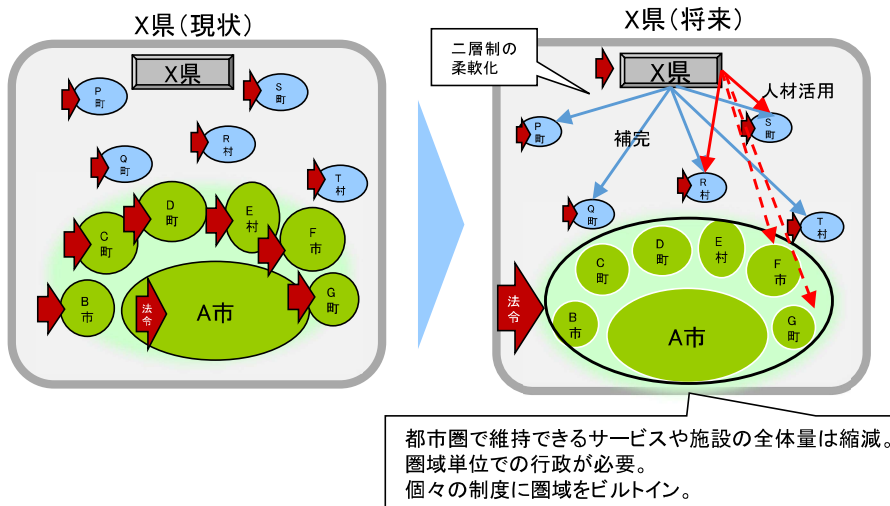 X県（現状）
X県
P
町
S
町
R
村
Q
町
T
村
D
町
E
村
C
町
F
市
B
市
法
令
A市
G
町
X県（将来）
二層制の
柔軟化
X県
人材活用
P
町
補完
S
町
R
村
Q
町
T
村
E
村
D
町
C
町
F
市
法
令
B
市
A市
G
町
都市圏で維持できるサービスや施設の全体量は縮減。
圏域単位での行政が必要。
個々の制度に圏域をビルトイン。